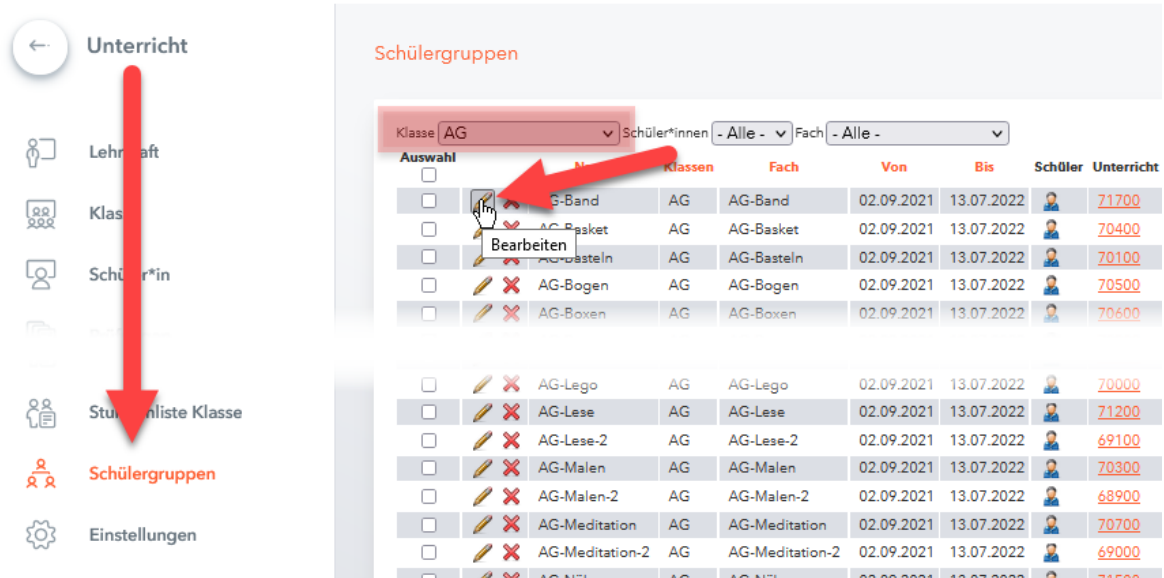 Unterricht
Schülergruppen
Klasse AG Schüler*innen - Alle - Fach - Alle -
Auswahl Klassen Fach Von Bis Schüler Unterricht
AG-Band AG AG-Band 02.09.2021 13.07.2022 71700
AG-Basket AG AG-Basket 02.09.2021 13.07.2022 70400
Bearbeiten
AG-Basteln AG AG-Basteln 02.09.2021 13.07.2022 70100
AG-Bogen AG AG-Bogen 02.09.2021 13.07.2022 70500
AG-Boxen AG AG-Boxen 02.09.2021 13.07.2022 70600
AG-Lego AG AG-Lego 02.09.2021 13.07.2022 70000
AG-Lese AG AG-Lese 02.09.2021 13.07.2022 71200
AG-Lese-2 AG AG-Lese-2 02.09.2021 13.07.2022 69100
AG-Malen AG AG-Malen 02.09.2021 13.07.2022 70300
AG-Malen-2 AG AG-Malen-2 02.09.2021 13.07.2022 68900
AG-Meditation AG AG-Meditation 02.09.2021 13.07.2022 70700
AG-Meditation-2 AG AG-Meditation-2 02.09.2021 13.07.2022 69000
Klasse
Schüler*in
Klasse
Schülergruppen
Einstellungen